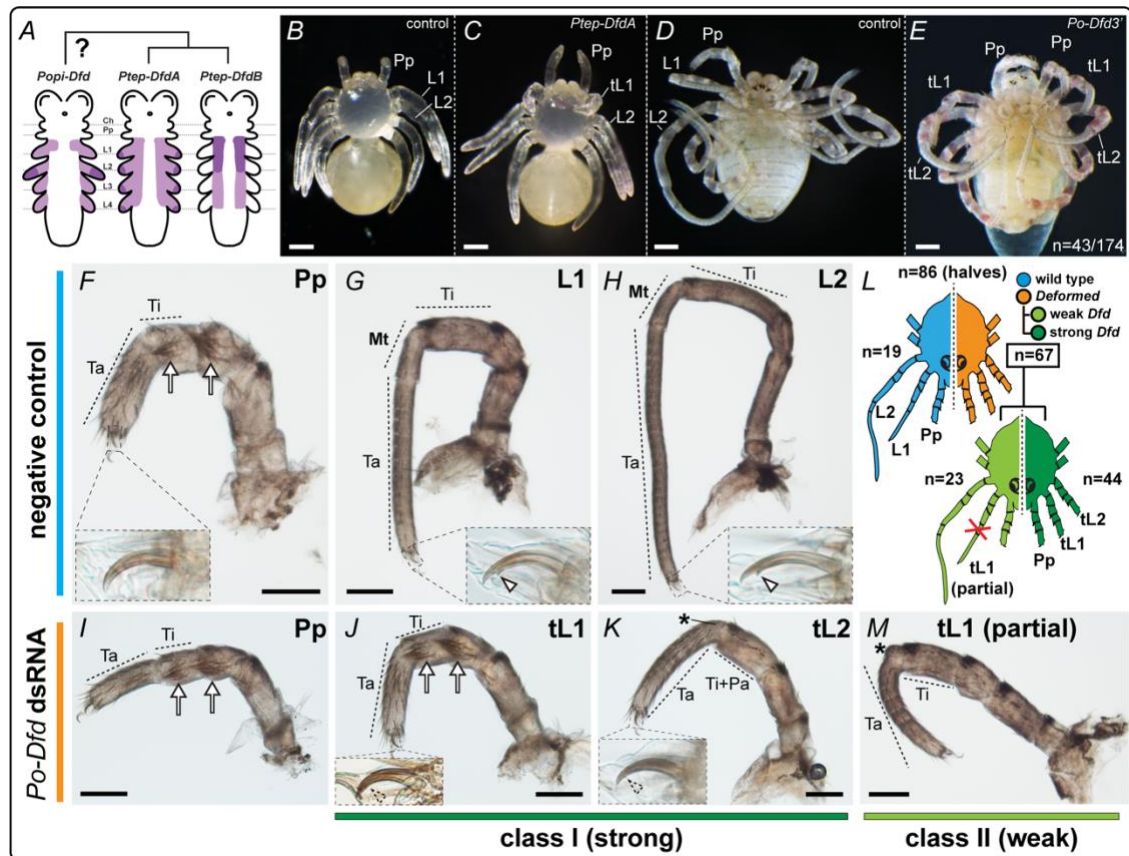 A
?
Popi-Dfd
Ptep-DfdA
Ptep-DfdB
Ch
Pp
L1
L2
L3
L4
B
control
Pp
L1
L2
C
Ptep-DfdA
Pp
tL1
L2
D
control
Pp
L1
L2
E
Po-Dfd3’
Pp
Pp
tL1
tL1
tL2
tL2
n=43/174
negative control
F
Pp
Ti
Ta
G
L1
Ti
Mt
Ta
H
L2
Ti
Mt
Ta
L
n=86 (halves)
wild type
Deformed
weak Dfd
strong Dfd
n=19
n=67
L2
L1
Pp
n=23
n=44
tL2
tL1
Pp
tL1
(partial)
Po-Dfd dsRNA
I
Pp
Ti
Ta
J
tL1
Ti
Ta
K
tL2
*
Ti+Pa
Ta
M
tL1 (partial)
*
Ti
Ta
class I (strong)
class II (weak)